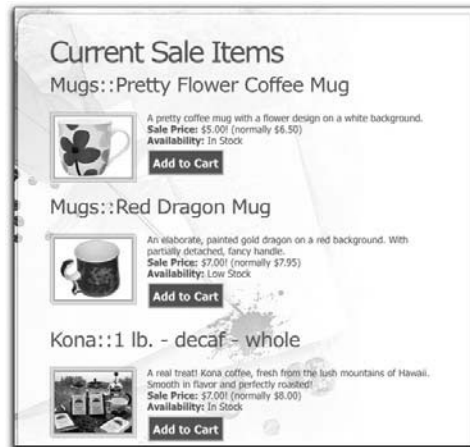 Current Sale Items
Mugs::Pretty Flower Coffee Mug
A pretty coffee mug with a flower design on a white background.
Sale Price: $5.00! (normally $6.50)
Availability: In Stock
Add to Cart
Mugs::Red Dragon Mug
An elaborate, painted gold dragon on a red background. With
partially detached, fancy handle.
Sale Price: $7.00! (normally $7.95)
Availability: Low Stock
Add to Cart
Kona::1 lb. - decaf - whole
A real treat! Kona coffee, fresh from the lush mountains of Hawaii.
Smooth in flavor and perfectly roasted!
Sale Price: $7.00! (normally $8.00)
Availability: In Stock
Add to Cart